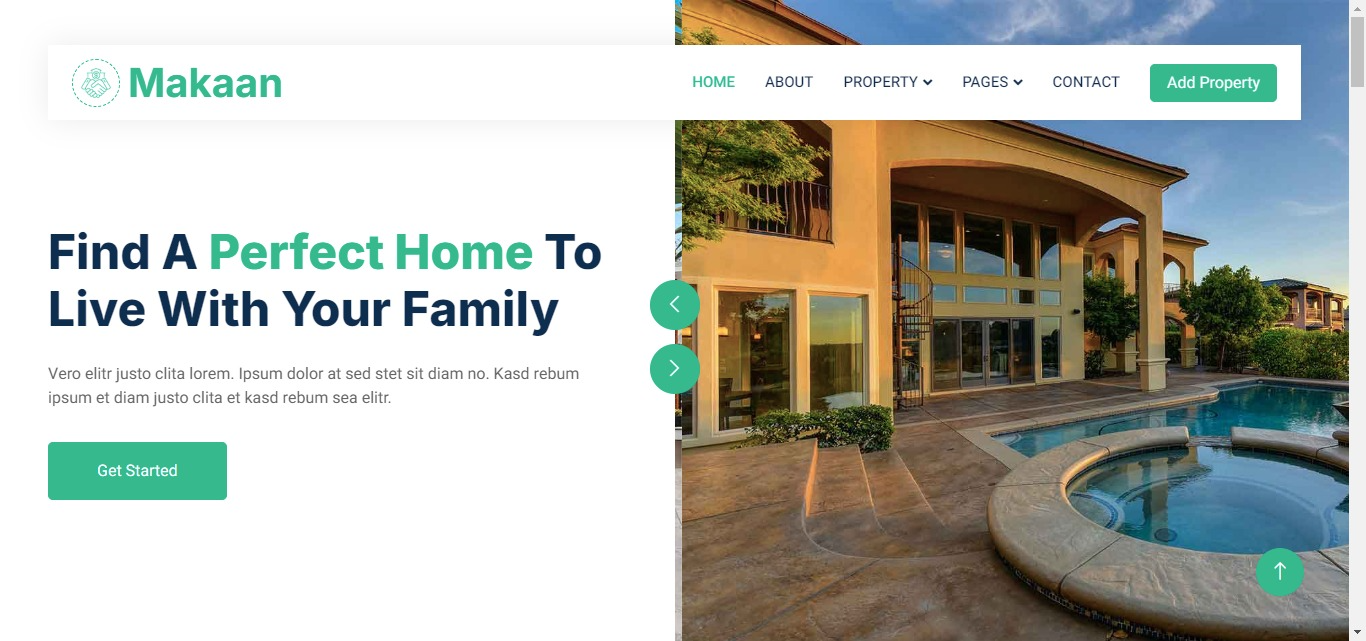 Makaan
HOME ABOUT PROPERTY PAGES CONTACT Add Property
Find A Perfect Home To
Live With Your Family
Vero elitr justo clita lorem. Ipsum dolor at sed stet sit diam no. Kasd rebum
ipsum et diam justo clita et kasd rebum sea elitr.
Get Started